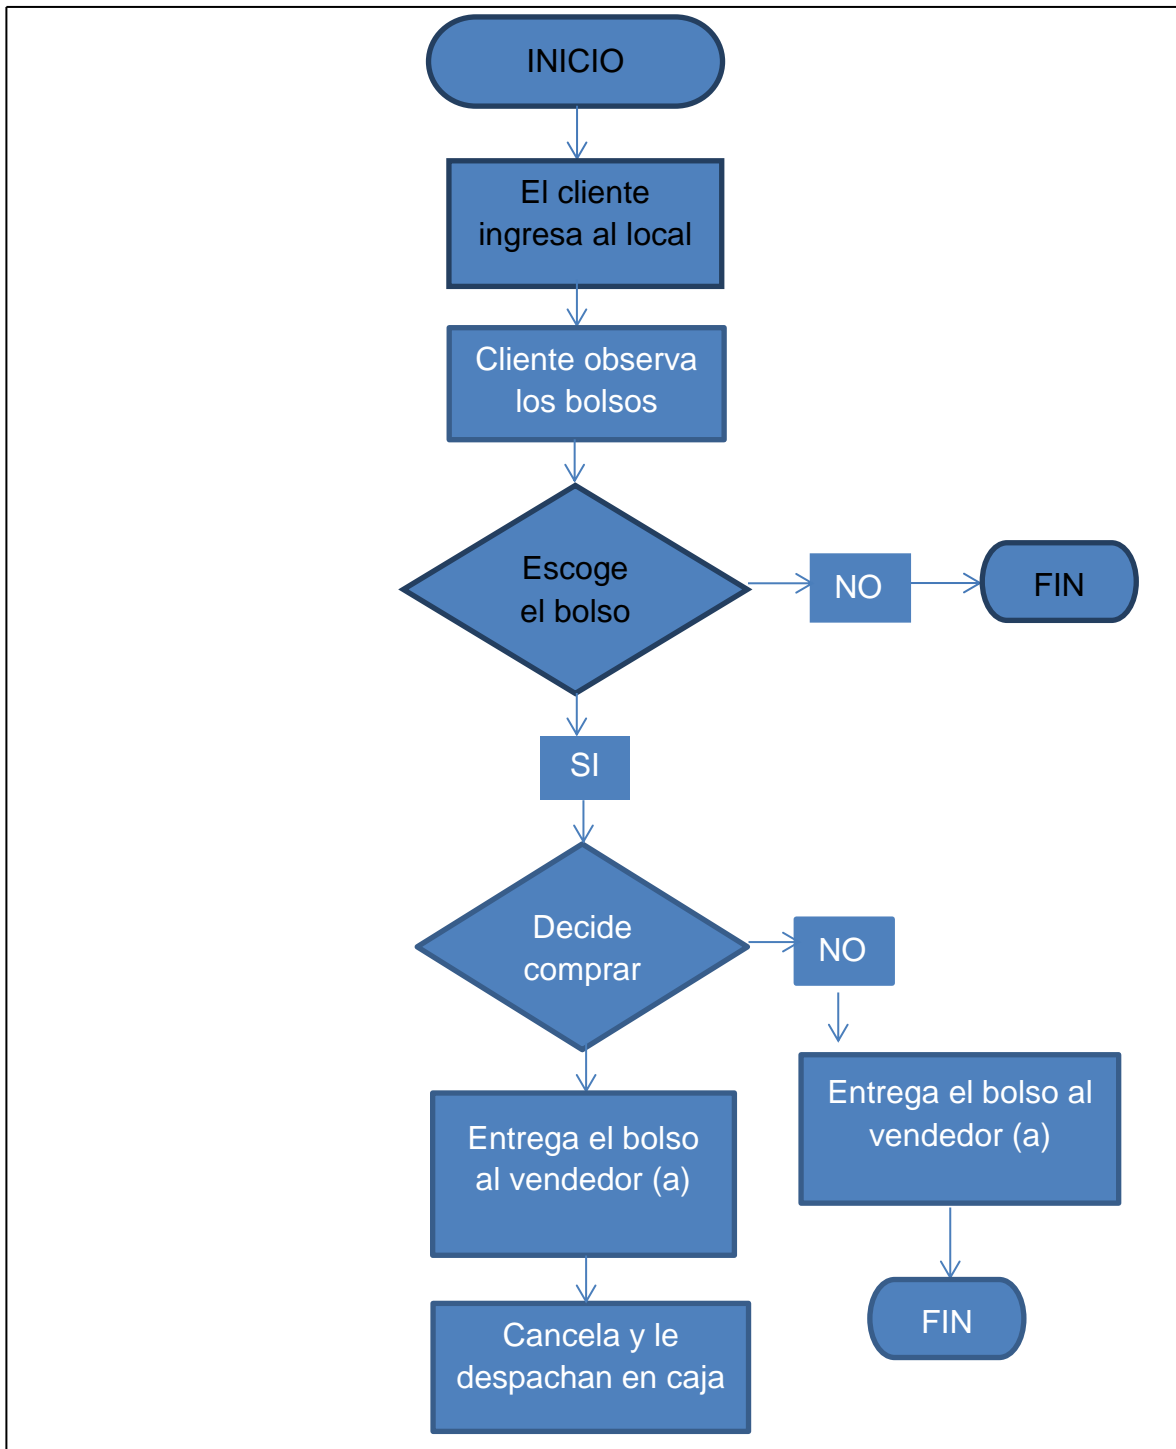 INICIO
El cliente
ingresa al local
Cliente observa
los bolsos
Escoge
el bolso
NO
FIN
SI
Decide
comprar
NO
Entrega el bolso
al vendedor (a)
Entrega el bolso al
vendedor (a)
Cancela y le
despachan en caja
FIN